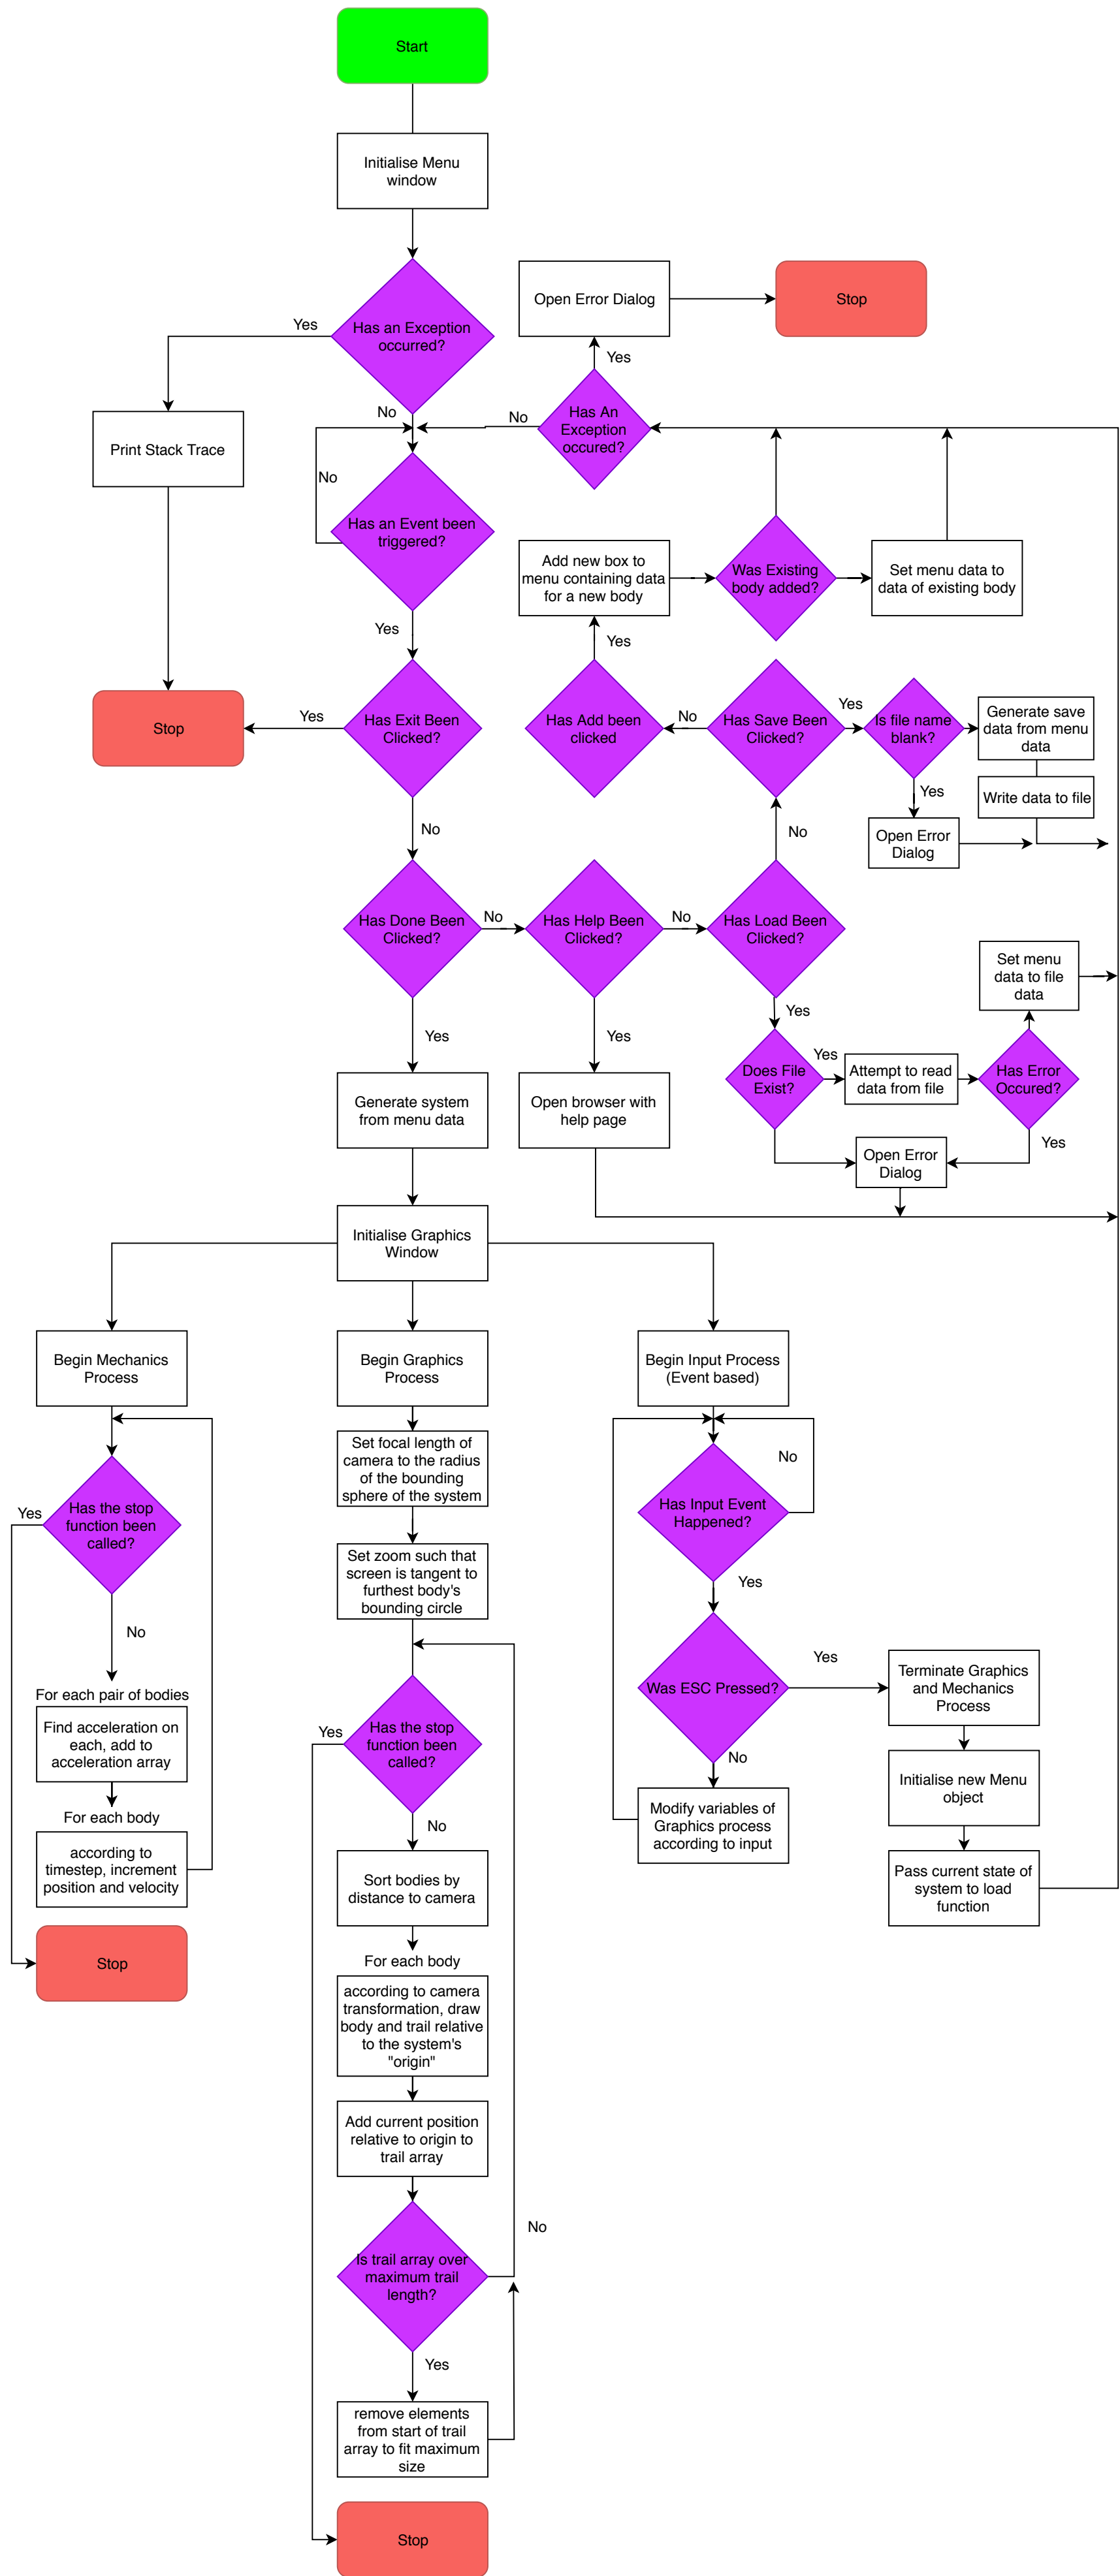 Start
Initialise Menu
window
Has an Exception
occurred?
Yes
No
Print Stack Trace
Open Error Dialog
Stop
Yes
Has An
Exception
occured?
No
Has an Event been
triggered?
No
Yes
Add new box to
menu containing data
for a new body
Was Existing
body added?
Set menu data to
data of existing body
Yes
Stop
Yes
Has Exit Been
Clicked?
Has Add been
clicked
No
Has Save Been
Clicked?
Yes
Is file name
blank?
Generate save
data from menu
data
Yes
Write data to file
Open Error
Dialog
No
No
Has Done Been
Clicked?
No
Has Help Been
Clicked?
No
Has Load Been
Clicked?
Yes
Yes
Yes
Set menu
data to file
data
Does File
Exist?
Yes
Attempt to read
data from file
Has Error
Occured?
Yes
Open Error
Dialog
Generate system
from menu data
Open browser with
help page
Initialise Graphics
Window
Begin Mechanics
Process
Begin Graphics
Process
Begin Input Process
(Event based)
Has the stop
function been
called?
Yes
No
For each pair of bodies
Find acceleration on
each, add to
acceleration array
For each body
according to
timestep, increment
position and velocity
Stop
Set focal length of
camera to the radius
of the bounding
sphere of the system
Set zoom such that
screen is tangent to
furthest body's
bounding circle
Yes
Has the stop
function been
called?
No
Sort bodies by
distance to camera
For each body
according to camera
transformation, draw
body and trail relative
to the system's
"origin"
Add current position
relative to origin to
trail array
Is trail array over
maximum trail
length?
No
Yes
remove elements
from start of trail
array to fit maximum
size
Stop
No
Has Input Event
Happened?
Yes
Was ESC Pressed?
Yes
No
Modify variables of
Graphics process
according to input
Terminate Graphics
and Mechanics
Process
Initialise new Menu
object
Pass current state of
system to load
function